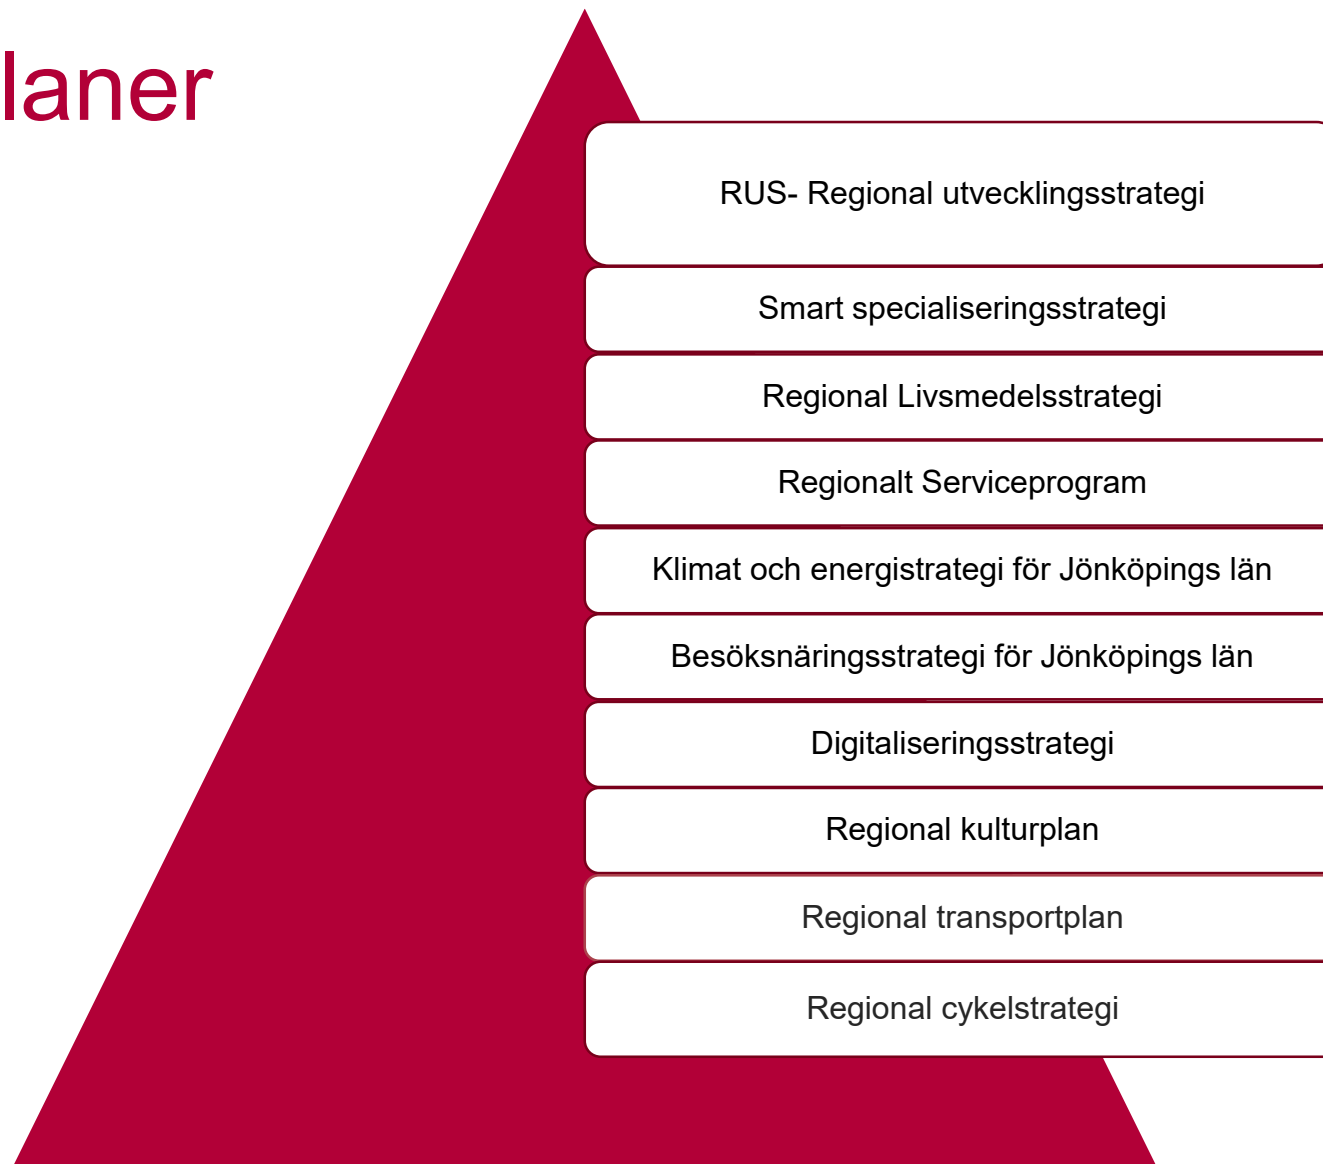 laner
RUS- Regional utvecklingsstrategi
Smart specialiseringsstrategi
Regional Livsmedelsstrategi
Regionalt Serviceprogram
Klimat och energistrategi för Jönköpings län
Besöksnäringsstrategi för Jönköpings län
Digitaliseringsstrategi
Regional kulturplan
Regional transportplan
Regional cykelstrategi